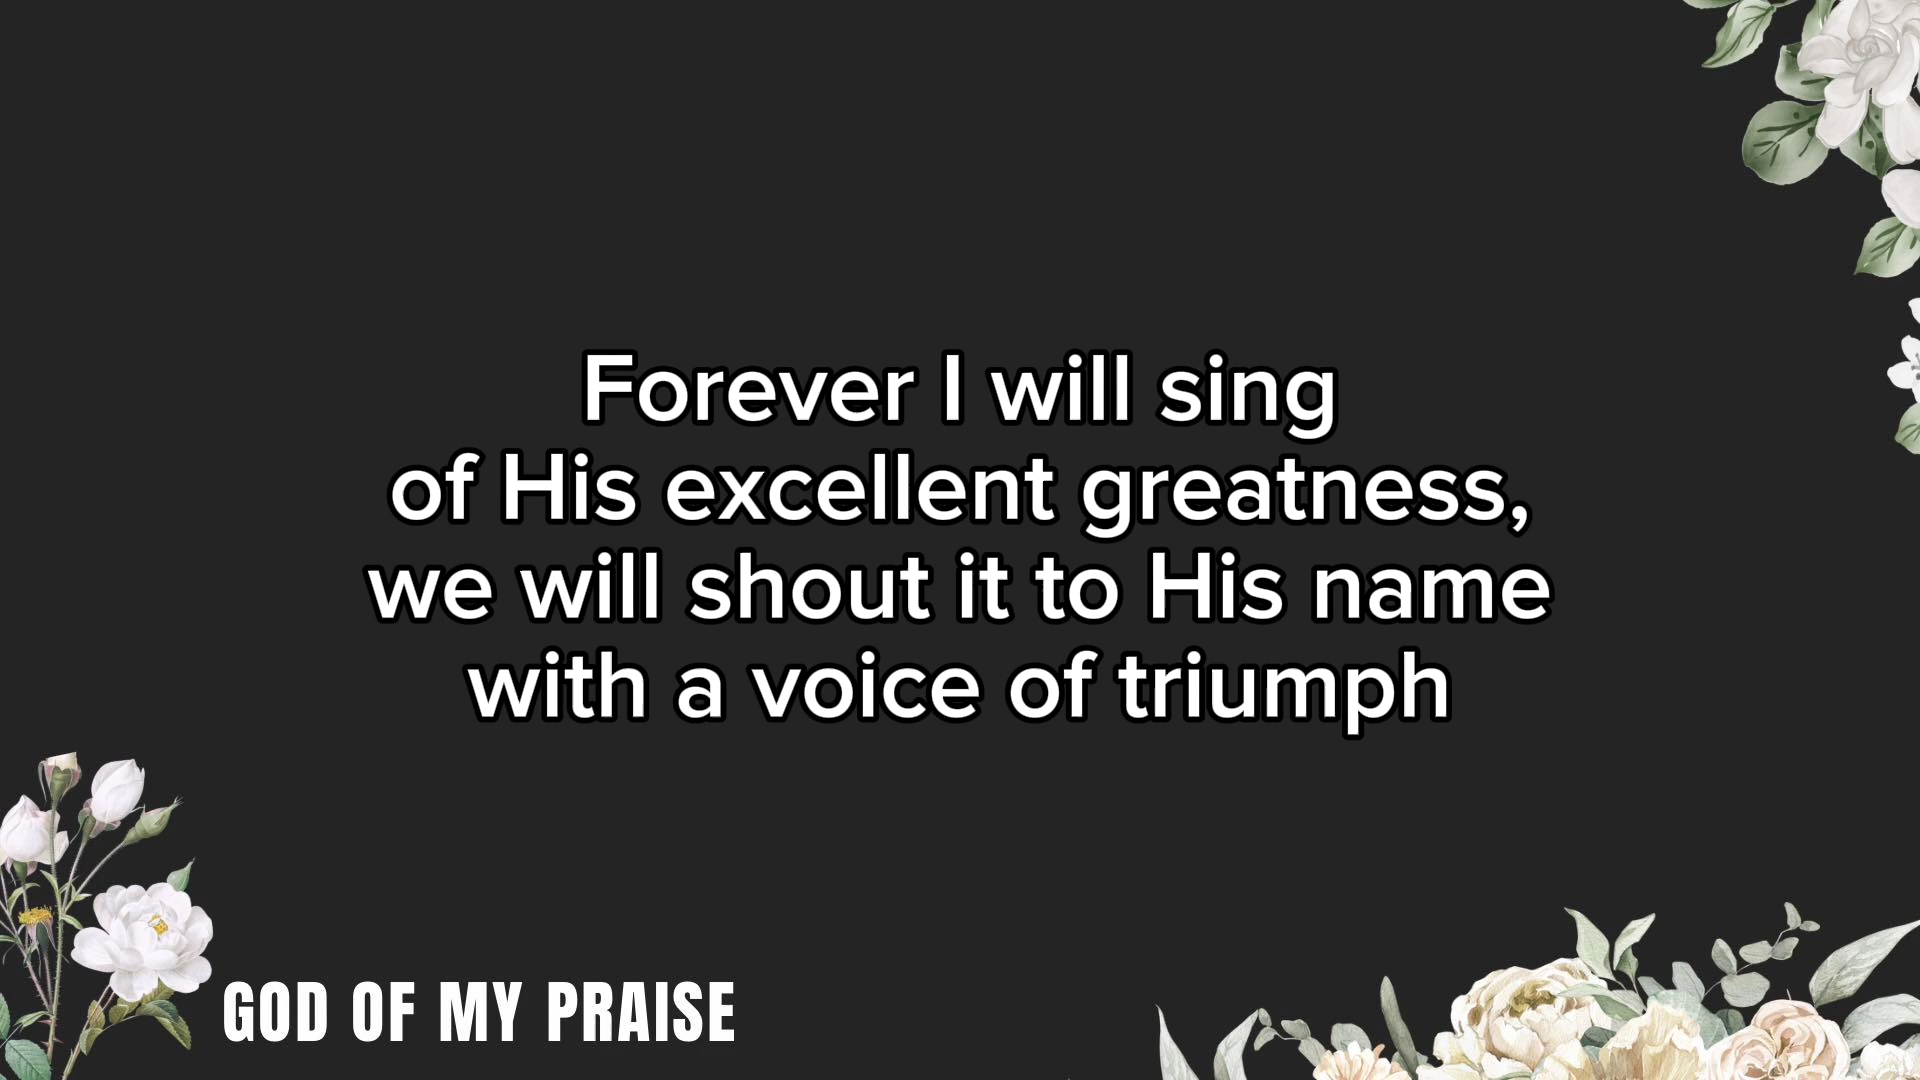 Forever I will sing
of His excellent greatness,
we will shout it to His name
with a voice of triumph
GOD OF MY PRAISE